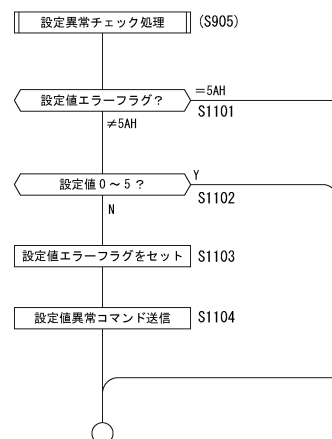 設定異常チェック処理 (S905)
設定値エラーフラグ？ ＝5AH
S1101
≠5AH
設定値０～５？ Y
S1102
N
設定値エラーフラグをセット S1103
設定値異常コマンド送信 S1104